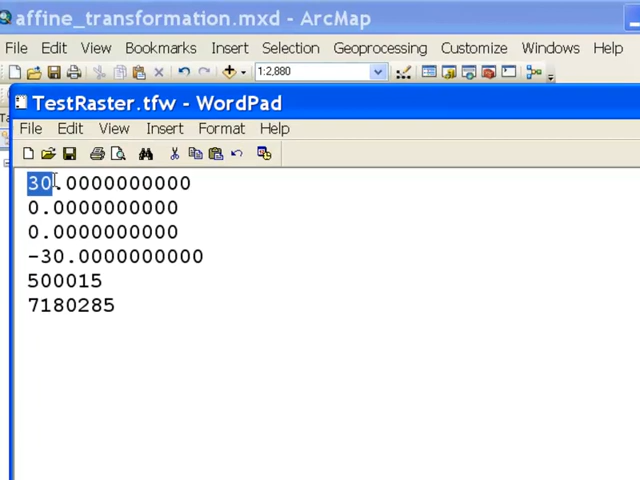 affine_transformation.mxd - ArcMap
File Edit View Bookmarks Insert Selection Geoprocessing Customize Windows Help
1:2,880
TestRaster.tfw - WordPad
File Edit View Insert Format Help
30.0000000000
0.0000000000
0.0000000000
-30.0000000000
500015
7180285